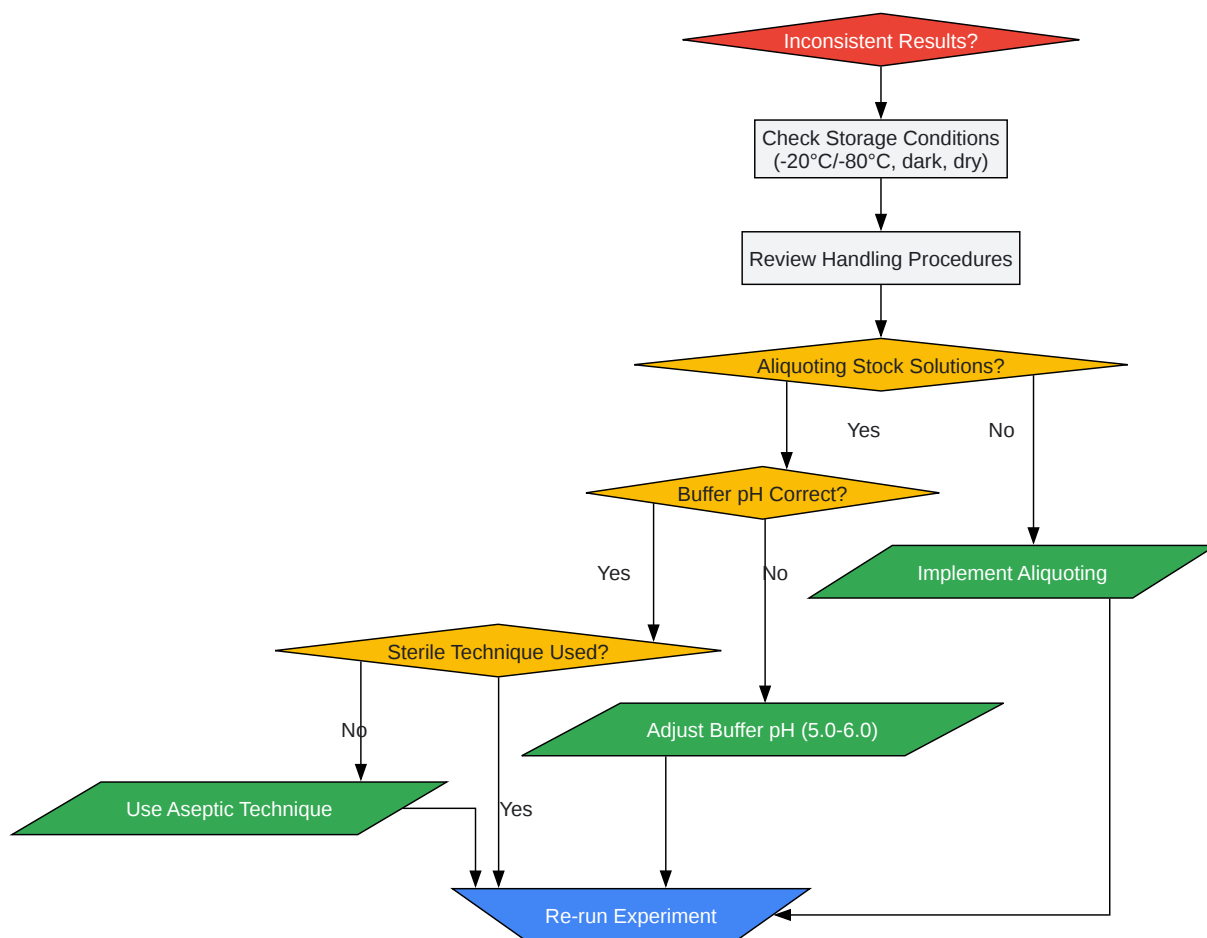 Inconsistent Results?
Check Storage Conditions
(-20°C/-80°C, dark, dry)
Review Handling Procedures
Aliquoting Stock Solutions?
Yes
No
Buffer pH Correct?
Yes
No
Implement Aliquoting
Sterile Technique Used?
No
Adjust Buffer pH (5.0-6.0)
Use Aseptic Technique
Yes
Re-run Experiment